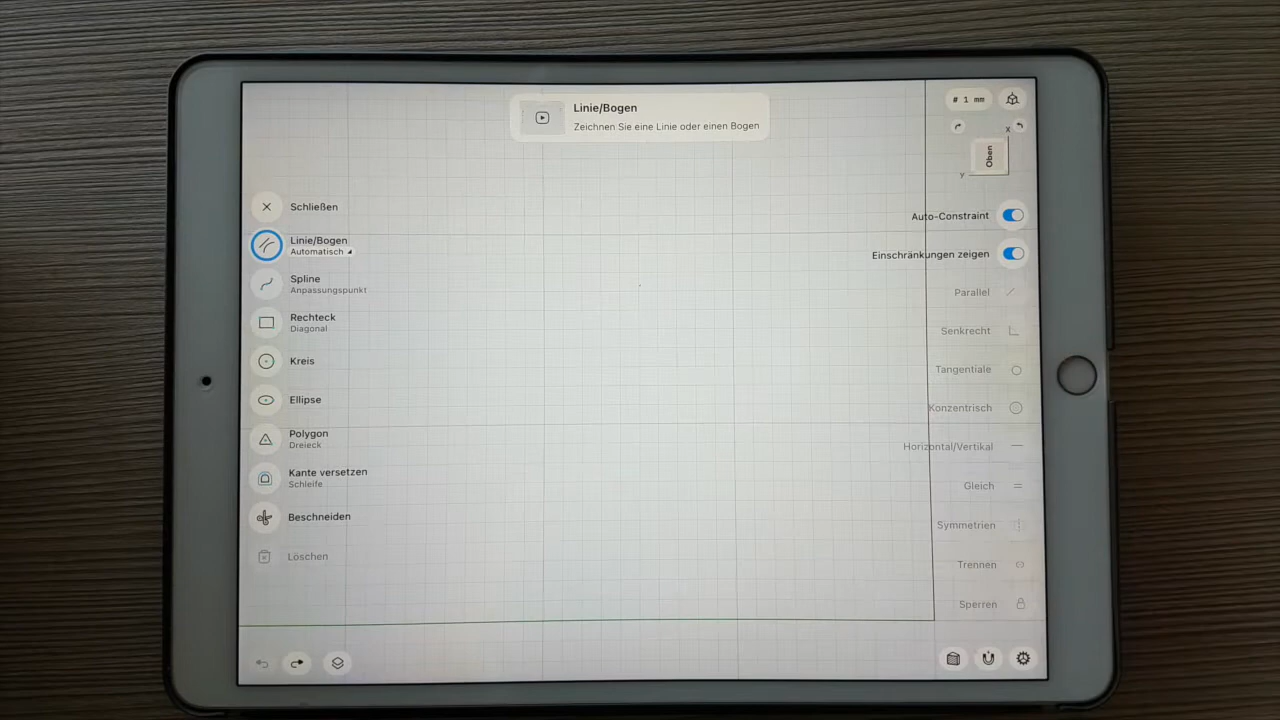 Linie/Bogen
Zeichnen Sie eine Linie oder einen Bogen
# 1 mm
x
Oben
y
Schließen
Linie/Bogen
Automatisch
Spline
Anpassungspunkt
Rechteck
Diagonal
Kreis
Ellipse
Polygon
Dreieck
Kante versetzen
Schleife
Beschneiden
Löschen
Auto-Constraint
Einschränkungen zeigen
Parallel
Senkrecht
Tangentiale
Konzentrisch
Horizontal/Vertikal
Gleich
Symmetrien
Trennen
Sperren